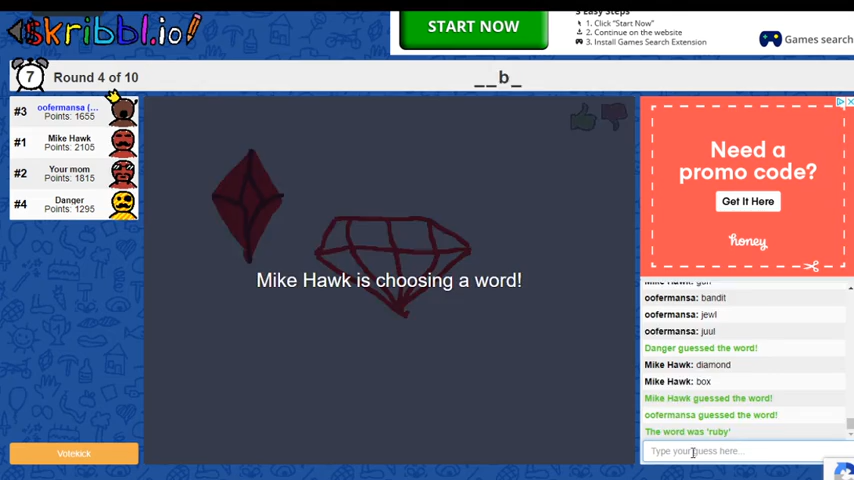 skribbl.io
START NOW
3 Easy Steps
1. Click "Start Now"
2. Continue on the website
3. Install Games Search Extension
Games search
7
Round 4 of 10
__b_
#3 oofermansa (...
Points: 1655
#1 Mike Hawk
Points: 2105
#2 Your mom
Points: 1815
#4 Danger
Points: 1295
Mike Hawk is choosing a word!
Need a
promo code?
Get It Here
honey
oofermansa: bandit
oofermansa: jewl
oofermansa: juul
Danger guessed the word!
Mike Hawk: diamond
Mike Hawk: box
Mike Hawk guessed the word!
oofermansa guessed the word!
The word was 'ruby'
Type your guess here...
Votekick